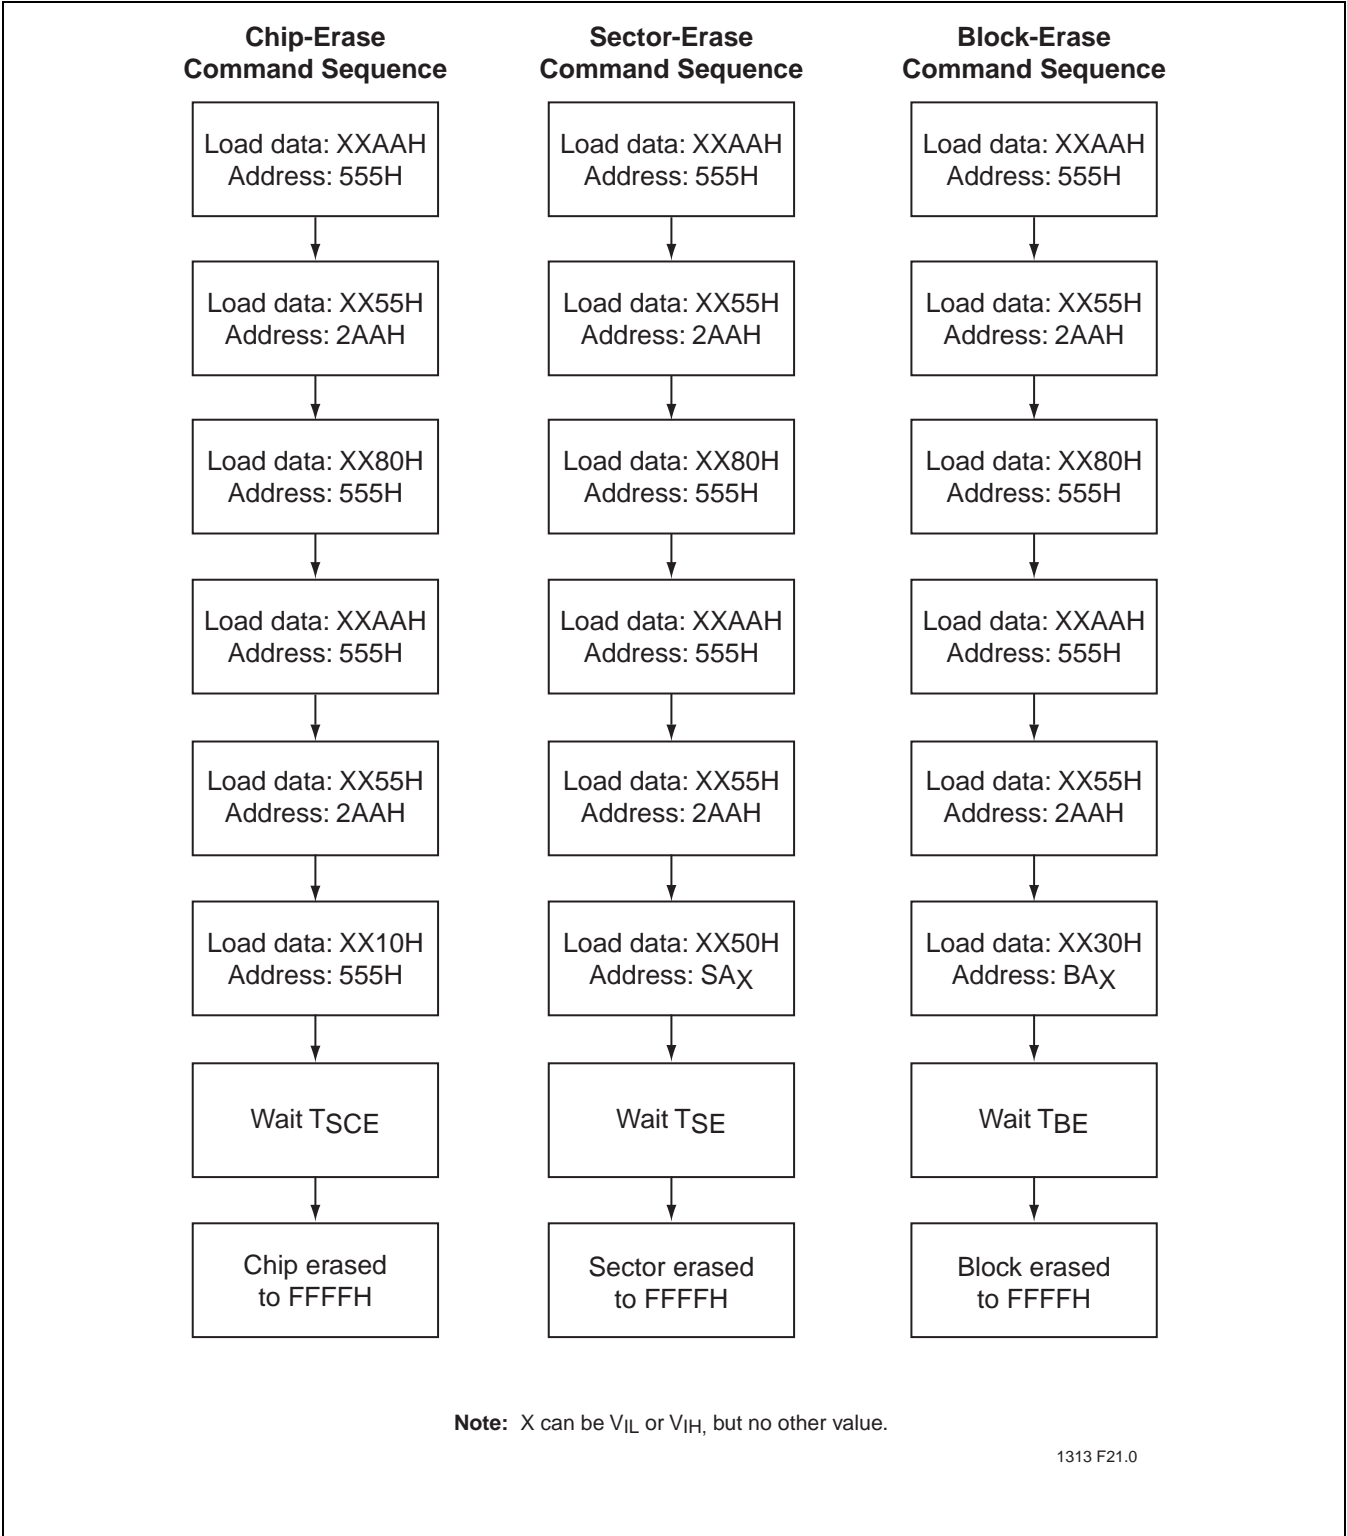 Chip-Erase
Command Sequence
Load data: XXAAH
Address: 555H
Load data: XX55H
Address: 2AAH
Load data: XX80H
Address: 555H
Load data: XXAAH
Address: 555H
Load data: XX55H
Address: 2AAH
Load data: XX10H
Address: 555H
Wait TSCE
Chip erased
to FFFFH
Sector-Erase
Command Sequence
Load data: XXAAH
Address: 555H
Load data: XX55H
Address: 2AAH
Load data: XX80H
Address: 555H
Load data: XXAAH
Address: 555H
Load data: XX55H
Address: 2AAH
Load data: XX50H
Address: SAX
Wait TSE
Sector erased
to FFFFH
Block-Erase
Command Sequence
Load data: XXAAH
Address: 555H
Load data: XX55H
Address: 2AAH
Load data: XX80H
Address: 555H
Load data: XXAAH
Address: 555H
Load data: XX55H
Address: 2AAH
Load data: XX30H
Address: BAX
Wait TBE
Block erased
to FFFFH
Note: X can be VIL or VIH, but no other value.
1313 F21.0